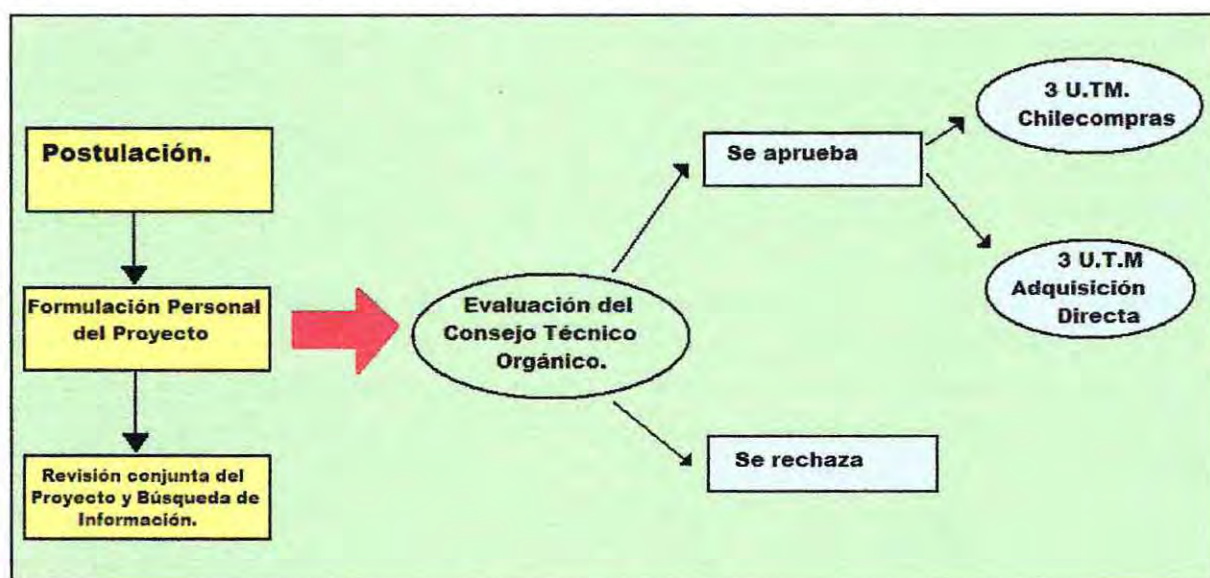 Postulación.
Formulación Personal
del Proyecto
Revisión conjunta del
Proyecto y Búsqueda de
Información.
Evaluación del
Consejo Técnico
Orgánico.
Se aprueba
Se rechaza
3 U.TM.
Chilecompras
3 U.T.M
Adquisición
Directa